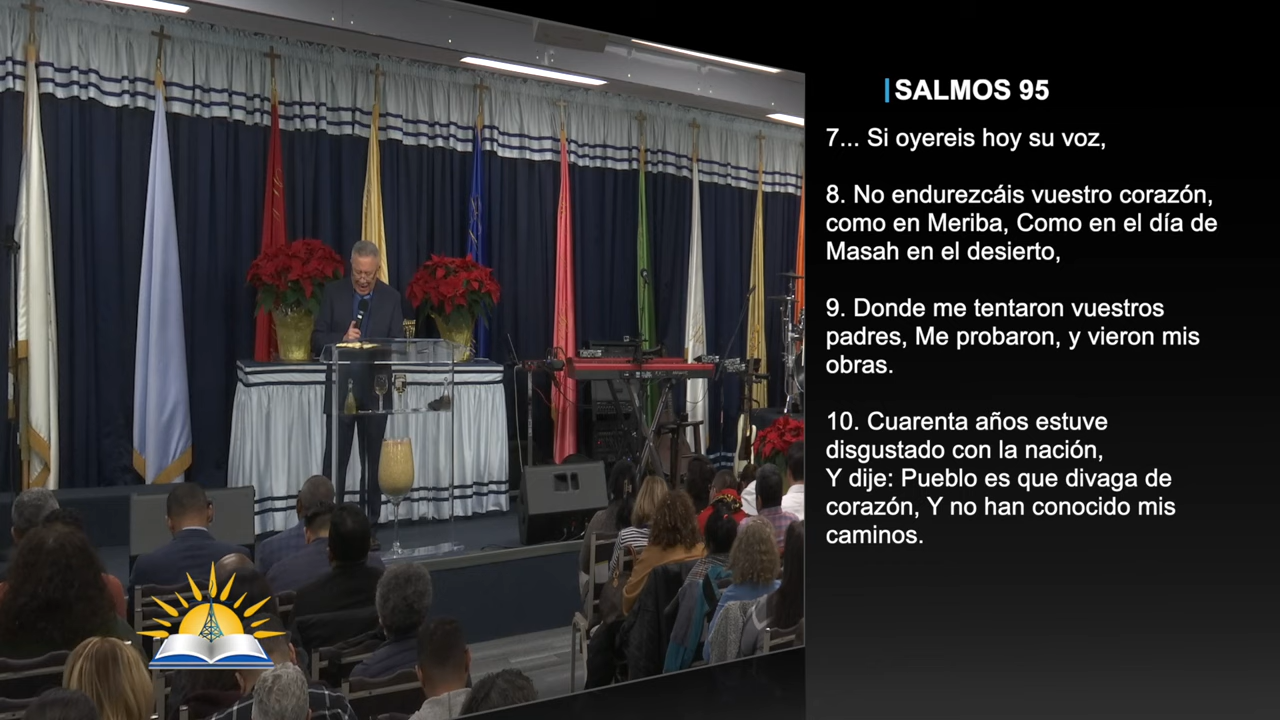 SALMOS 95
7... Si oyereis hoy su voz,
8. No endurezcáis vuestro corazón,
como en Meriba, Como en el día de
Masah en el desierto,
9. Donde me tentaron vuestros
padres, Me probaron, y vieron mis
obras.
10. Cuarenta años estuve
disgustado con la nación,
Y dije: Pueblo es que divaga de
corazón, Y no han conocido mis
caminos.